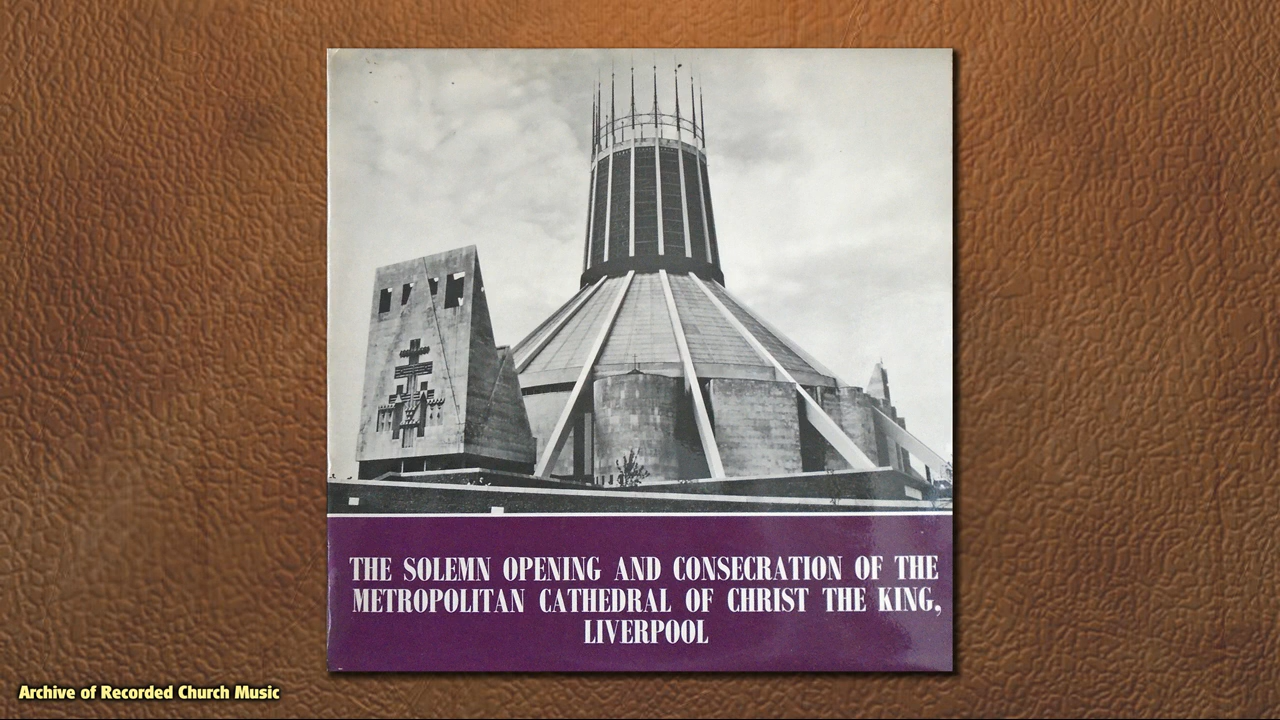 THE SOLEMN OPENING AND CONSECRATION OF THE
METROPOLITAN CATHEDRAL OF CHRIST THE KING,
LIVERPOOL
Archive of Recorded Church Music